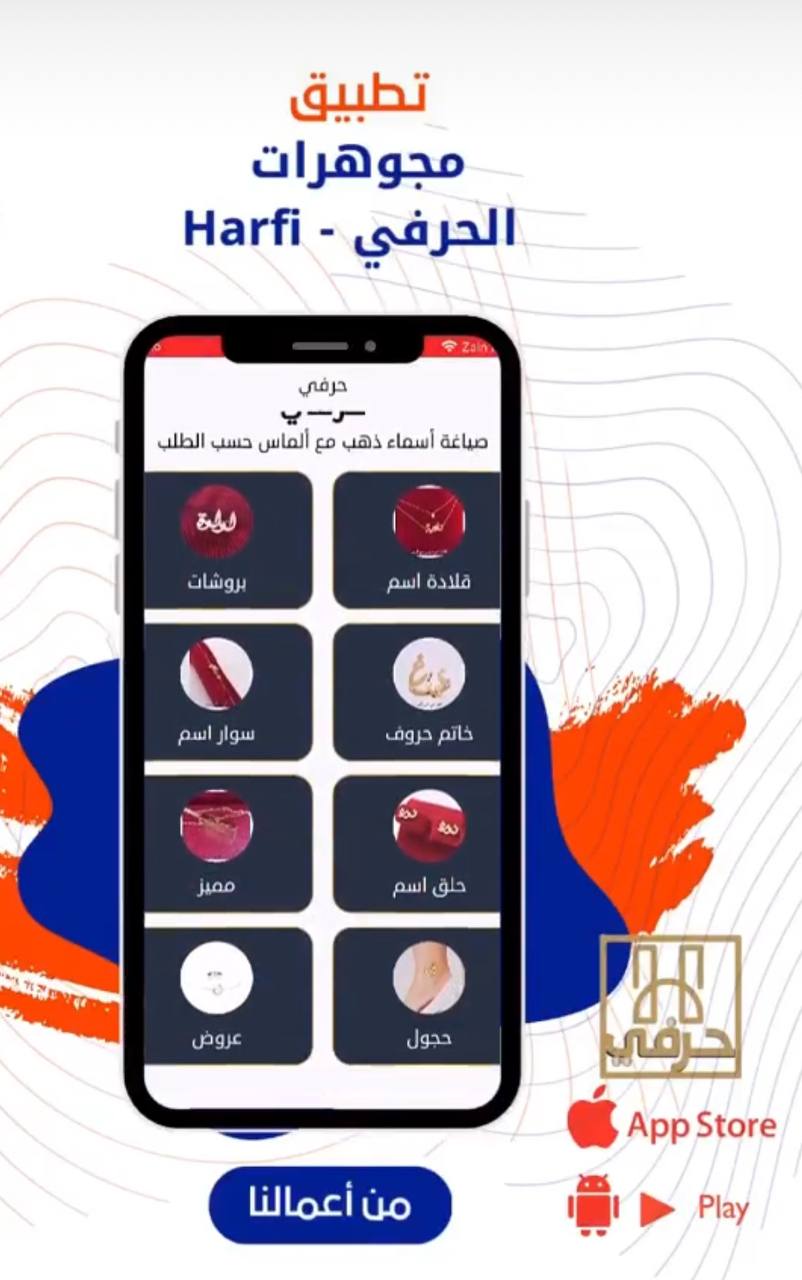 تطبيق
مجوهرات
الحرفي - Harfi
Zain
حرفي
صياغة أسماء ذهب مع ألماس حسب الطلب
قلادة اسم
بروشات
خاتم حروف
سوار اسم
حلق اسم
مميز
حجول
عروض
حرفي
App Store
Play
من أعمالنا